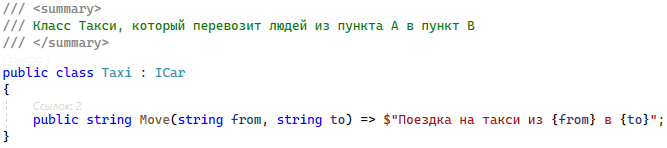 /// <summary>
/// Класс Такси, который перевозит людей из пункта А в пункт В
/// </summary>
public class Taxi : ICar
{
Ссылок: 2
public string Move(string from, string to) => $"Поездка на такси из {from} в {to}";
}